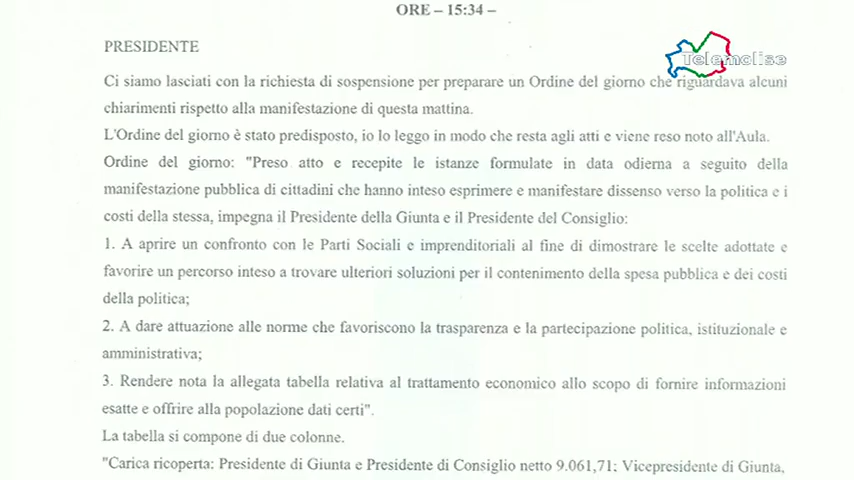 ORE – 15:34 –
PRESIDENTE
Telemolise
Ci siamo lasciati con la richiesta di sospensione per preparare un Ordine del giorno che riguardava alcuni
chiarimenti rispetto alla manifestazione di questa mattina.
L'Ordine del giorno è stato predisposto, io lo leggo in modo che resta agli atti e viene reso noto all'Aula.
Ordine del giorno: "Preso atto e recepite le istanze formulate in data odierna a seguito della
manifestazione pubblica di cittadini che hanno inteso esprimere e manifestare dissenso verso la politica e i
costi della stessa, impegna il Presidente della Giunta e il Presidente del Consiglio:
1. A aprire un confronto con le Parti Sociali e imprenditoriali al fine di dimostrare le scelte adottate e
favorire un percorso inteso a trovare ulteriori soluzioni per il contenimento della spesa pubblica e dei costi
della politica;
2. A dare attuazione alle norme che favoriscono la trasparenza e la partecipazione politica, istituzionale e
amministrativa;
3. Rendere nota la allegata tabella relativa al trattamento economico allo scopo di fornire informazioni
esatte e offrire alla popolazione dati certi".
La tabella si compone di due colonne.
"Carica ricoperta: Presidente di Giunta e Presidente di Consiglio netto 9.061,71; Vicepresidente di Giunta,